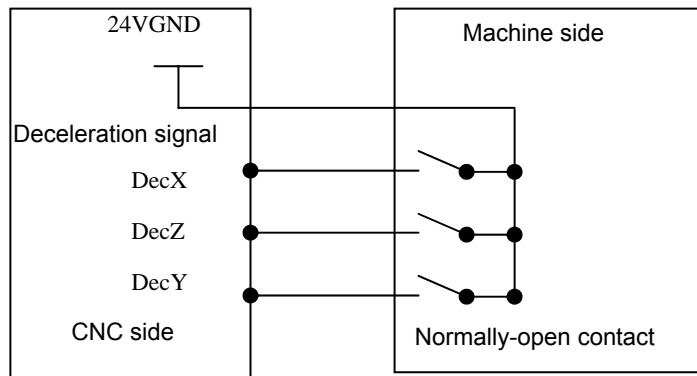 24VGND
Machine side
Deceleration signal
DecX
DecZ
DecY
CNC side
Normally-open contact